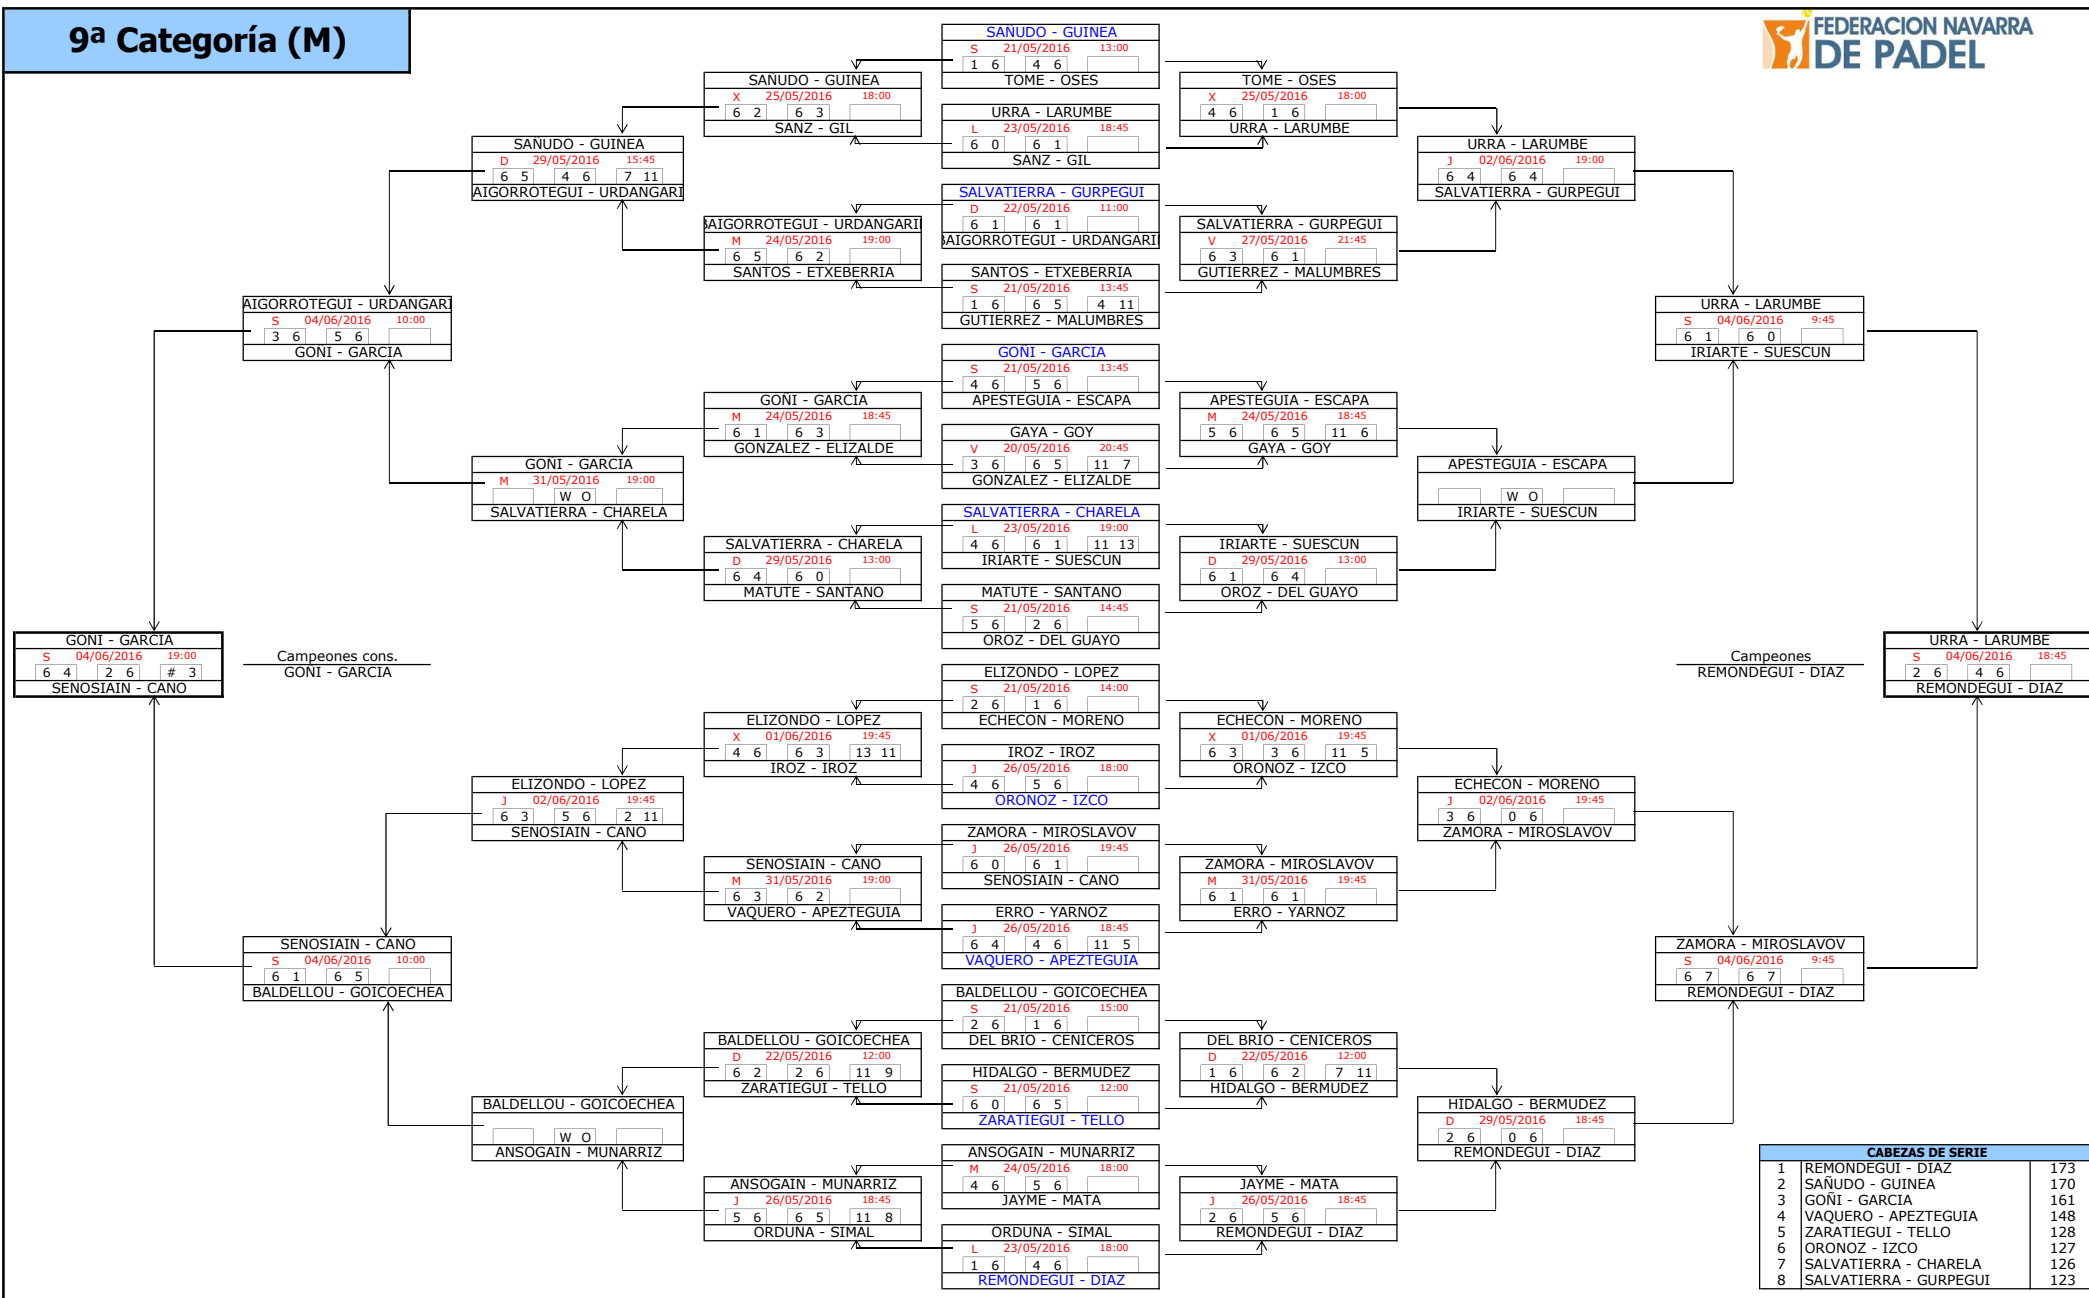 9ª Categoría (M)
FEDERACION NAVARRA
DE PADEL
GOÑI - GARCIA
S 04/06/2016 19:00
6 4 2 6 # 3
SENOSIAIN - CANO
Campeones cons.
GOÑI - GARCIA
AIGORROTEGUI - URDANGARI
S 04/06/2016 10:00
3 6 5 6
GOÑI - GARCIA
SENOSIAIN - CANO
S 04/06/2016 10:00
6 1 6 5
BALDELLOU - GOICOECHEA
SAÑUDO - GUINEA
D 29/05/2016 15:45
6 5 4 6 7 11
AIGORROTEGUI - URDANGARI
GOÑI - GARCIA
M 31/05/2016 19:00
W O
SALVATIERRA - CHARELA
ELIZONDO - LOPEZ
J 02/06/2016 19:45
6 3 5 6 2 11
SENOSIAIN - CANO
BALDELLOU - GOICOECHEA
W O
ANSOGAIN - MUNARRIZ
SAÑUDO - GUINEA
X 25/05/2016 18:00
6 2 6 3
SANZ - GIL
BAIGORROTEGUI - URDANGARI
M 24/05/2016 19:00
6 5 6 2
SANTOS - ETXEBERRIA
GOÑI - GARCIA
M 24/05/2016 18:45
6 1 6 3
GONZALEZ - ELIZALDE
SALVATIERRA - CHARELA
D 29/05/2016 13:00
6 4 6 0
MATUTE - SANTANO
ELIZONDO - LOPEZ
X 01/06/2016 19:45
4 6 6 3 13 11
IROZ - IROZ
SENOSIAIN - CANO
M 31/05/2016 19:00
6 3 6 2
VAQUERO - APEZTEGUIA
BALDELLOU - GOICOECHEA
D 22/05/2016 12:00
6 2 2 6 11 9
ZARATIEGUI - TELLO
ANSOGAIN - MUNARRIZ
J 26/05/2016 18:45
5 6 6 5 11 8
ORDUNA - SIMAL
SAÑUDO - GUINEA
S 21/05/2016 13:00
1 6 4 6
TOME - OSES
URRA - LARUMBE
L 23/05/2016 18:45
6 0 6 1
SANZ - GIL
SALVATIERRA - GURPEGUI
D 22/05/2016 11:00
6 1 6 1
BAIGORROTEGUI - URDANGARI
SANTOS - ETXEBERRIA
S 21/05/2016 13:45
1 6 6 5 4 11
GUTIERREZ - MALUMBRES
GOÑI - GARCIA
S 21/05/2016 13:45
4 6 5 6
APESTEGUIA - ESCAPA
GAYA - GOY
V 20/05/2016 20:45
3 6 6 5 11 7
GONZALEZ - ELIZALDE
SALVATIERRA - CHARELA
L 23/05/2016 19:00
4 6 6 1 11 13
IRIARTE - SUESCUN
MATUTE - SANTANO
S 21/05/2016 14:45
5 6 2 6
OROZ - DEL GUAYO
ELIZONDO - LOPEZ
S 21/05/2016 14:00
2 6 1 6
ECHECON - MORENO
IROZ - IROZ
J 26/05/2016 18:00
4 6 5 6
ORONOZ - IZCO
ZAMORA - MIROSLAVOV
J 26/05/2016 19:45
6 0 6 1
SENOSIAIN - CANO
ERRO - YARNOZ
J 26/05/2016 18:45
6 4 4 6 11 5
VAQUERO - APEZTEGUIA
BALDELLOU - GOICOECHEA
S 21/05/2016 15:00
2 6 1 6
DEL BRIO - CENICEROS
HIDALGO - BERMUDEZ
S 21/05/2016 12:00
6 0 6 5
ZARATIEGUI - TELLO
ANSOGAIN - MUNARRIZ
M 24/05/2016 18:00
4 6 5 6
JAYME - MATA
ORDUNA - SIMAL
L 23/05/2016 18:00
1 6 4 6
REMONDEGUI - DIAZ
TOME - OSES
X 25/05/2016 18:00
4 6 1 6
URRA - LARUMBE
SALVATIERRA - GURPEGUI
V 27/05/2016 21:45
6 3 6 1
GUTIERREZ - MALUMBRES
APESTEGUIA - ESCAPA
M 24/05/2016 18:45
5 6 6 5 11 6
GAYA - GOY
IRIARTE - SUESCUN
D 29/05/2016 13:00
6 1 6 4
OROZ - DEL GUAYO
ECHECON - MORENO
X 01/06/2016 19:45
6 3 3 6 11 5
ORONOZ - IZCO
ZAMORA - MIROSLAVOV
M 31/05/2016 19:45
6 1 6 1
ERRO - YARNOZ
DEL BRIO - CENICEROS
D 22/05/2016 12:00
1 6 6 2 7 11
HIDALGO - BERMUDEZ
JAYME - MATA
J 26/05/2016 18:45
2 6 5 6
REMONDEGUI - DIAZ
URRA - LARUMBE
J 02/06/2016 19:00
6 4 6 4
SALVATIERRA - GURPEGUI
APESTEGUIA - ESCAPA
W O
IRIARTE - SUESCUN
ECHECON - MORENO
J 02/06/2016 19:45
3 6 0 6
ZAMORA - MIROSLAVOV
HIDALGO - BERMUDEZ
D 29/05/2016 18:45
2 6 0 6
REMONDEGUI - DIAZ
URRA - LARUMBE
S 04/06/2016 9:45
6 1 6 0
IRIARTE - SUESCUN
ZAMORA - MIROSLAVOV
S 04/06/2016 9:45
6 7 6 7
REMONDEGUI - DIAZ
Campeones
REMONDEGUI - DIAZ
URRA - LARUMBE
S 04/06/2016 18:45
2 6 4 6
REMONDEGUI - DIAZ
CABEZAS DE SERIE
1 REMONDEGUI - DIAZ 173
2 SAÑUDO - GUINEA 170
3 GOÑI - GARCIA 161
4 VAQUERO - APEZTEGUIA 148
5 ZARATIEGUI - TELLO 128
6 ORONOZ - IZCO 127
7 SALVATIERRA - CHARELA 126
8 SALVATIERRA - GURPEGUI 123